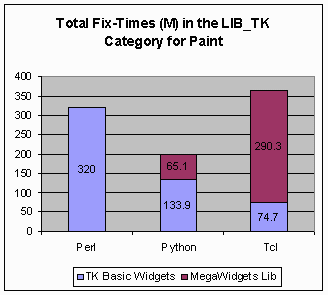 Total Fix-Times (M) in the LIB_TK
Category for Paint
400
350
300
250
200
150
100
50
0
320
65.1
133.9
290.3
74.7
Perl
Python
Tcl
TK Basic Widgets
MegaWidgets Lib